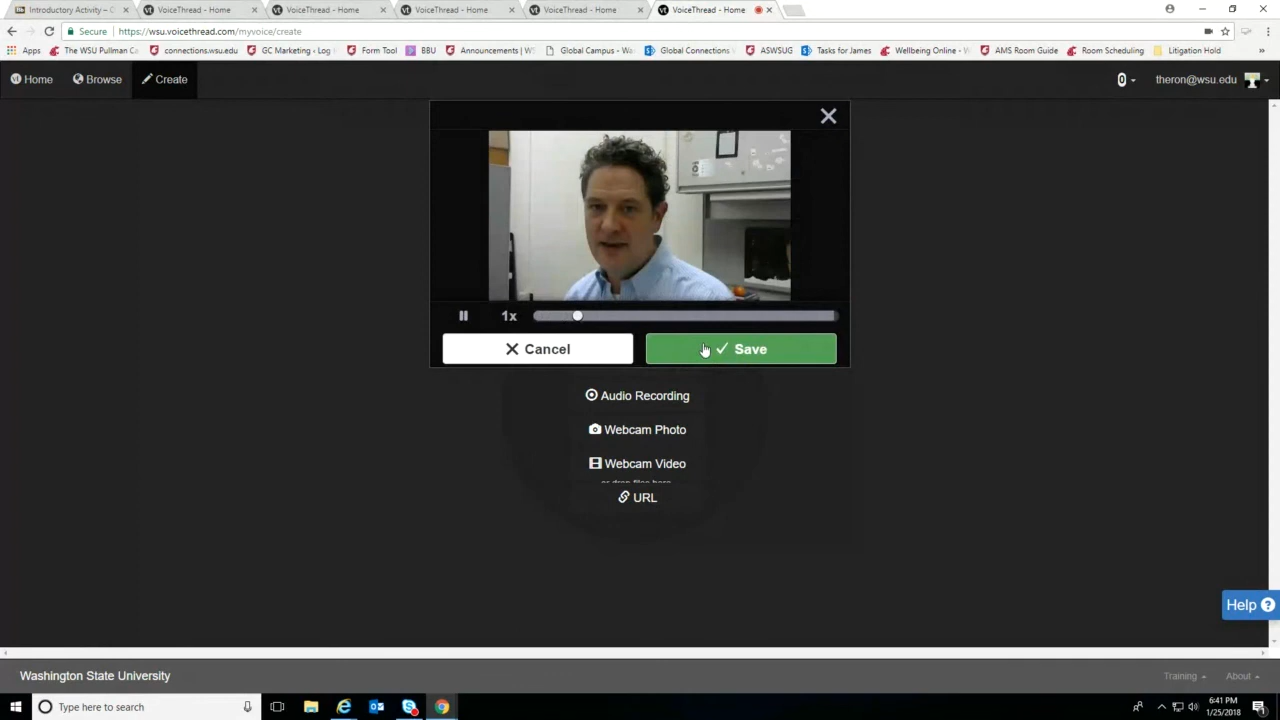 Introductory Activity –
VoiceThread - Home
VoiceThread - Home
VoiceThread - Home
VoiceThread - Home
VoiceThread - Home
Secure
https://wsu.voicethread.com/myvoice/create
Apps
The WSU Pullman
connections.wsu.edu
GC Marketing - Log
Form Tool
BBU
Announcements | W
Global Campus -
Global Connections
ASWSUG
Tasks for James
Wellbeing Online -
AMS Room Guide
Room Scheduling
Litigation Hold
»
Home
Browse
Create
0
theron@wsu.edu
1x
Cancel
Save
Audio Recording
Webcam Photo
Webcam Video
URL
Help
Washington State University
Training
About
Type here to search
6:41 PM
1/25/2018